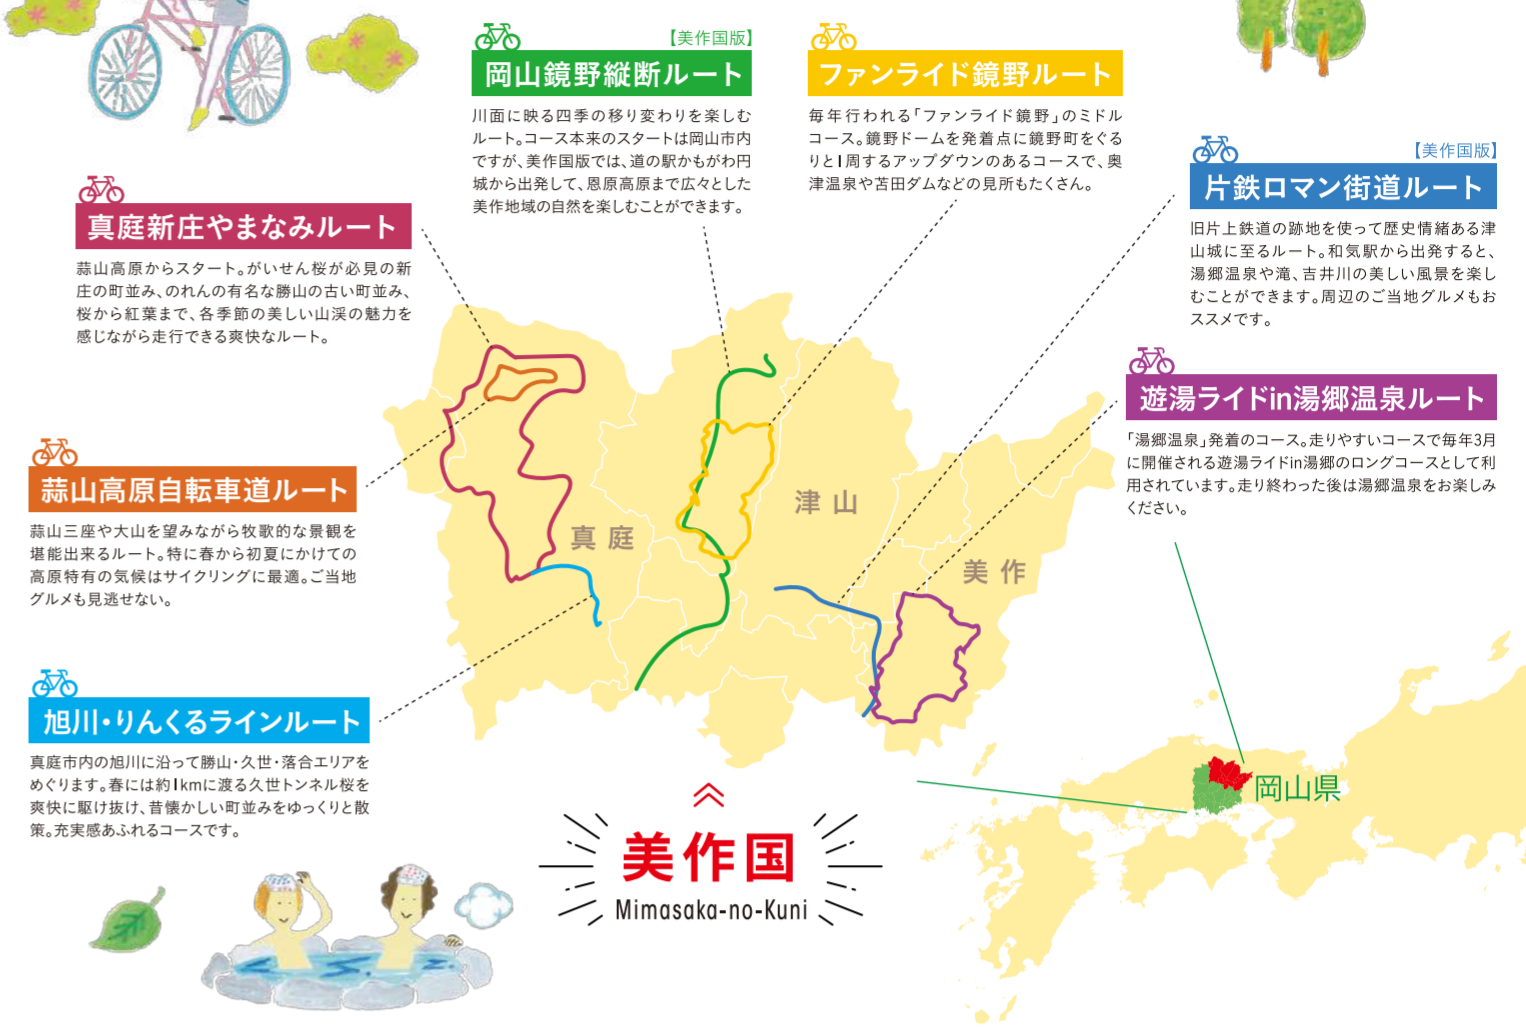 【美作国版】
岡山鏡野縦断ルート
川面に映る四季の移り変わりを楽しむ
ルート。コース本来のスタートは岡山市内
ですが、美作国版では、道の駅かもがわ円
城から出発して、恩原高原まで広々とした
美作地域の自然を楽しむことができます。
ファンライド鏡野ルート
毎年行われる「ファンライド鏡野」のミドル
コース。鏡野ドームを発着点に鏡野町をぐる
りと1周するアップダウンのあるコースで、奥
津温泉や苫田ダムなどの見所もたくさん。
【美作国版】
片鉄ロマン街道ルート
旧片上鉄道の跡地を使って歴史情緒ある津
山城に至るルート。和気駅から出発すると、
湯郷温泉や滝、吉井川の美しい風景を楽し
むことができます。周辺のご当地グルメもお
ススメです。
真庭新庄やまなみルート
蒜山高原からスタート。がいせん桜が必見の新
庄の町並み、のれんの有名な勝山の古い町並み、
桜から紅葉まで、各季節の美しい山渓の魅力を
感じながら走行できる爽快なルート。
遊湯ライドin湯郷温泉ルート
「湯郷温泉」発着のコース。走りやすいコースで毎年3月
に開催される遊湯ライドin湯郷のロングコースとして利
用されています。走り終わった後は湯郷温泉をお楽しみ
ください。
蒜山高原自転車道ルート
蒜山三座や大山を望みながら牧歌的な景観を
堪能出来るルート。特に春から初夏にかけての
高原特有の気候はサイクリングに最適。ご当地
グルメも見逃せない。
津山
真庭
美作
旭川・りんくるラインルート
真庭市内の旭川に沿って勝山・久世・落合エリアを
めぐります。春には約1kmに渡る久世トンネル桜を
爽快に駆け抜け、昔懐かしい町並みをゆっくりと散
策。充実感あふれるコースです。
岡山県
美作国
Mimasaka-no-Kuni